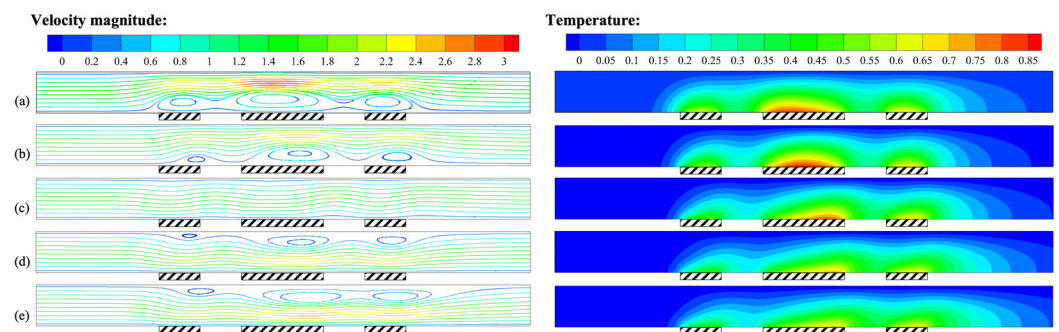 Velocity magnitude:
Temperature:
0 0.2 0.4 0.6 0.8 1 1.2 1.4 1.6 1.8 2 2.2 2.4 2.6 2.8 3
0 0.05 0.1 0.15 0.2 0.25 0.3 0.35 0.4 0.45 0.5 0.55 0.6 0.65 0.7 0.75 0.8 0.85
(a)
(b)
(c)
(d)
(e)